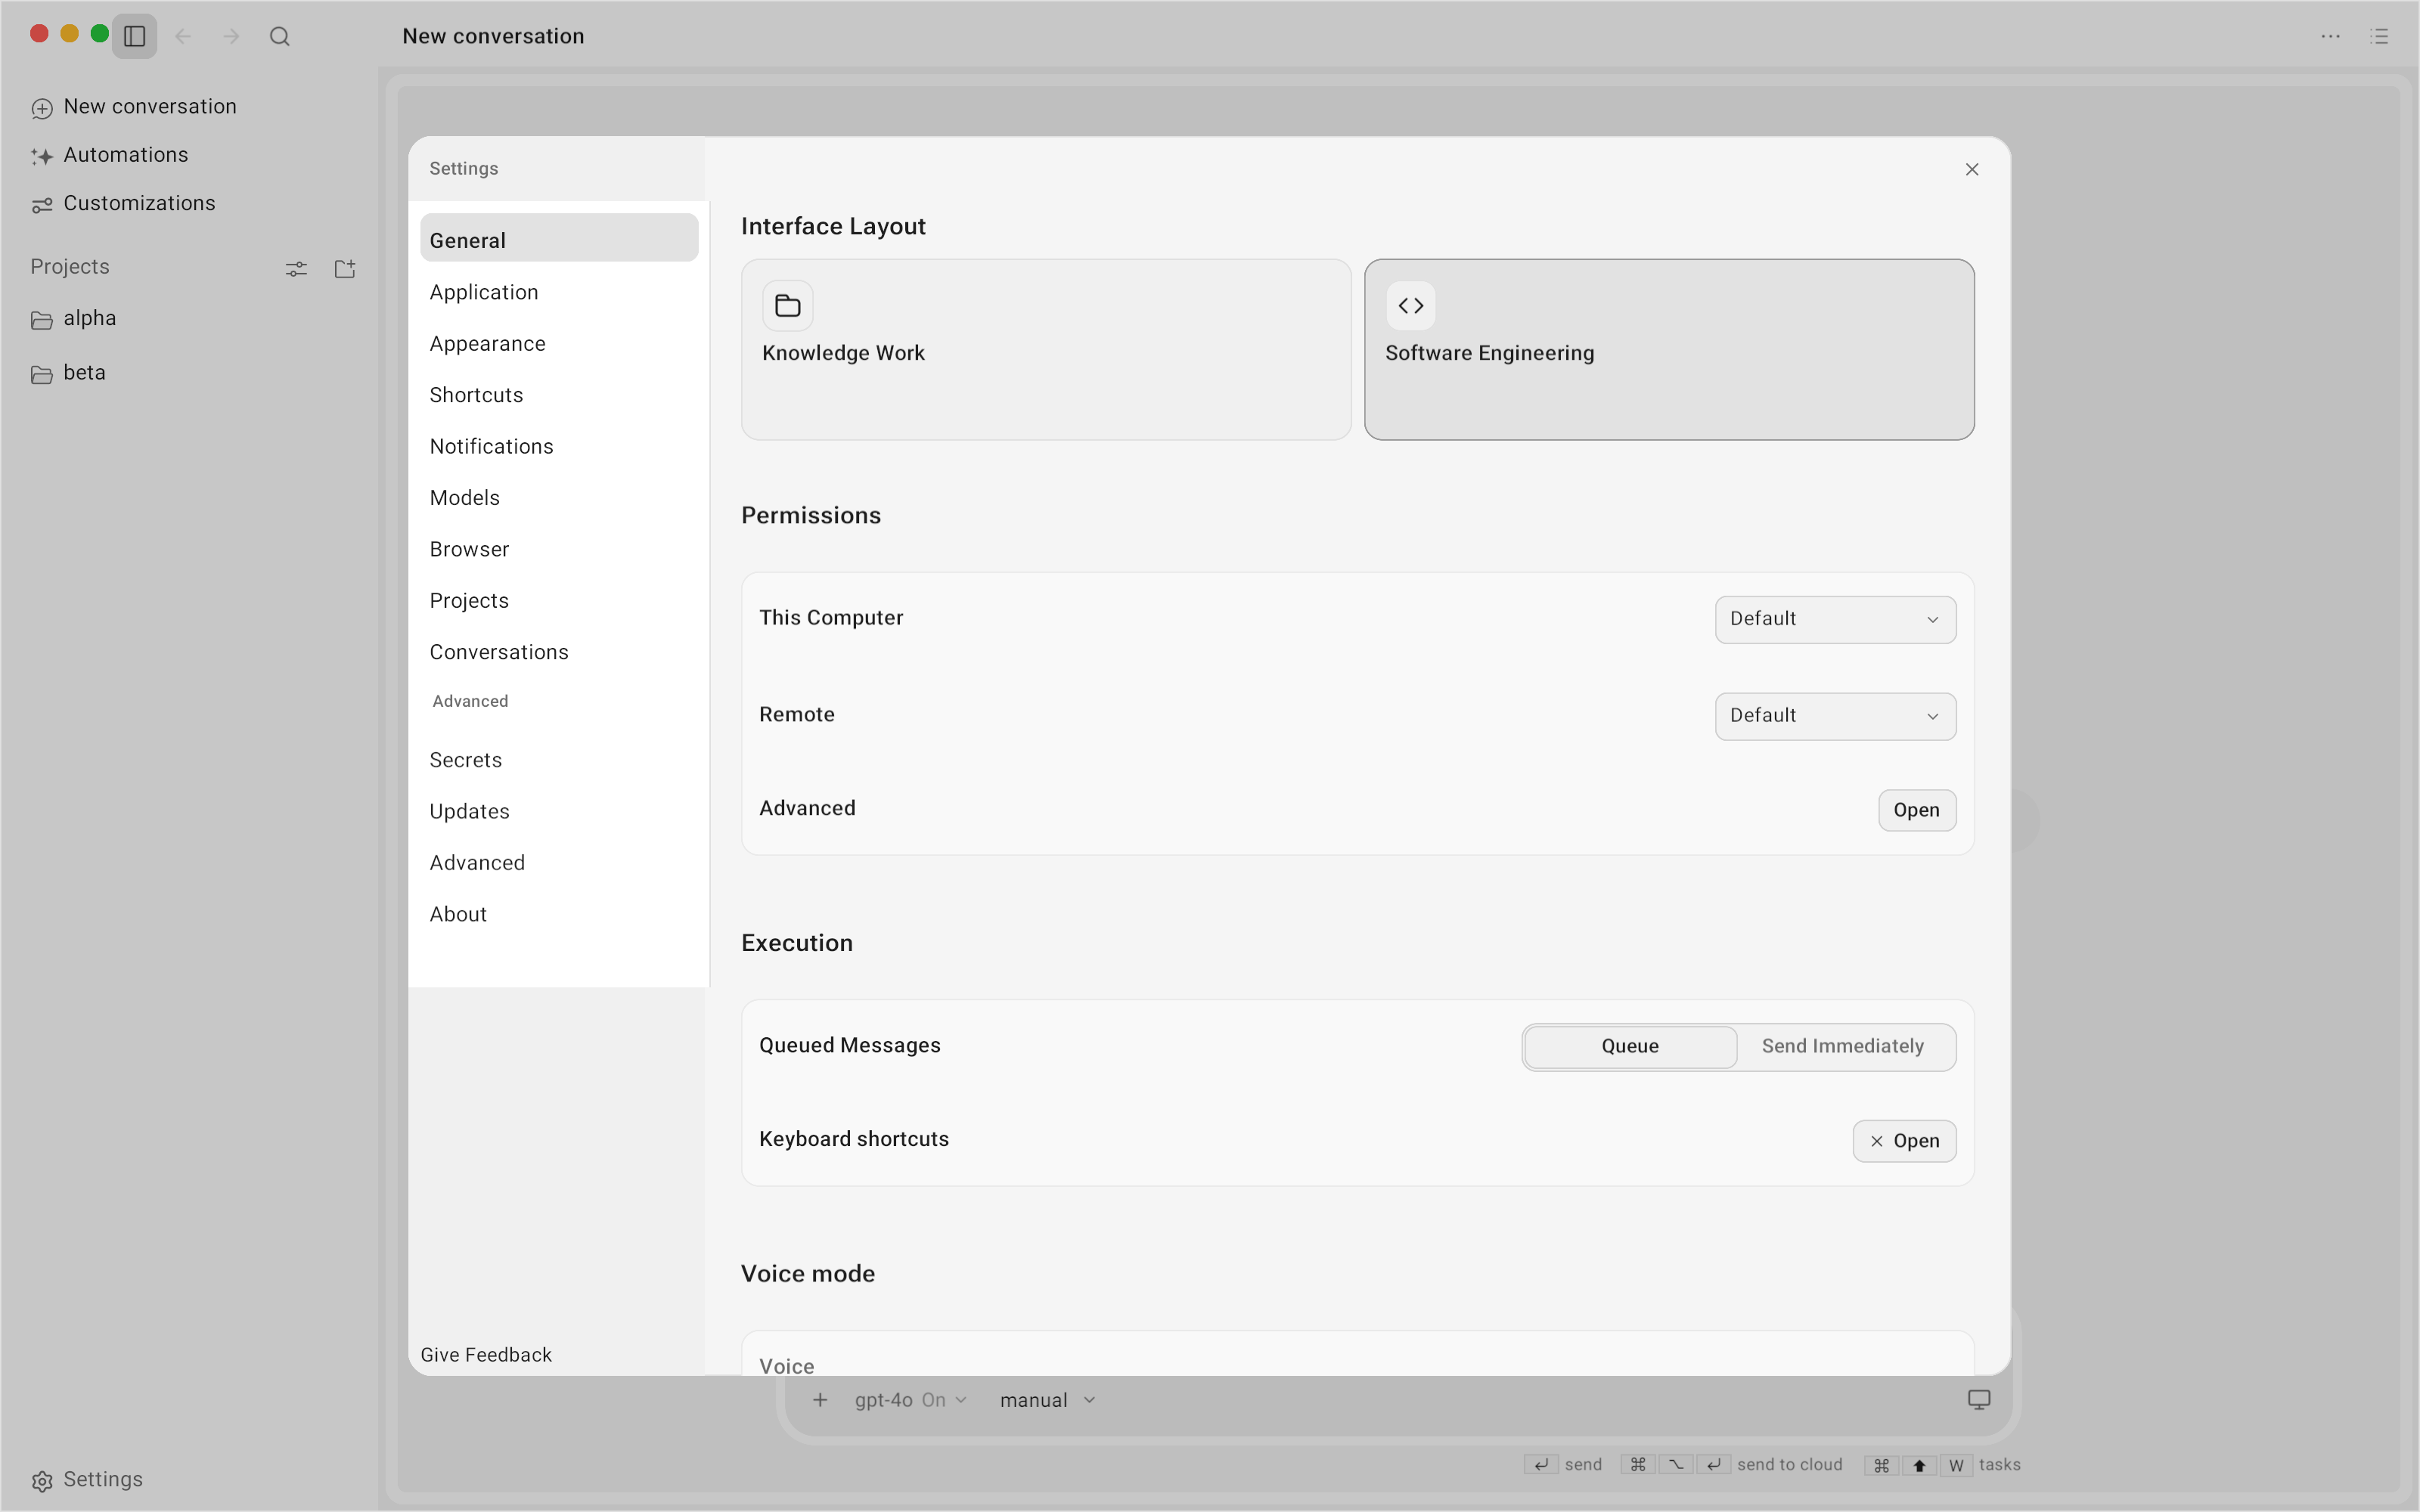 New conversation
New conversation
Automations
Customizations
Projects
alpha
beta
Settings
Settings
General
Application
Appearance
Shortcuts
Notifications
Models
Browser
Projects
Conversations
Advanced
Secrets
Updates
Advanced
About
Give Feedback
Interface Layout
Knowledge Work
Software Engineering
Permissions
This Computer
Default
Remote
Default
Advanced
Open
Execution
Queued Messages
Queue
Send Immediately
Keyboard shortcuts
Open
Voice mode
Voice
gpt-4o On
manual
send
send to cloud
W tasks